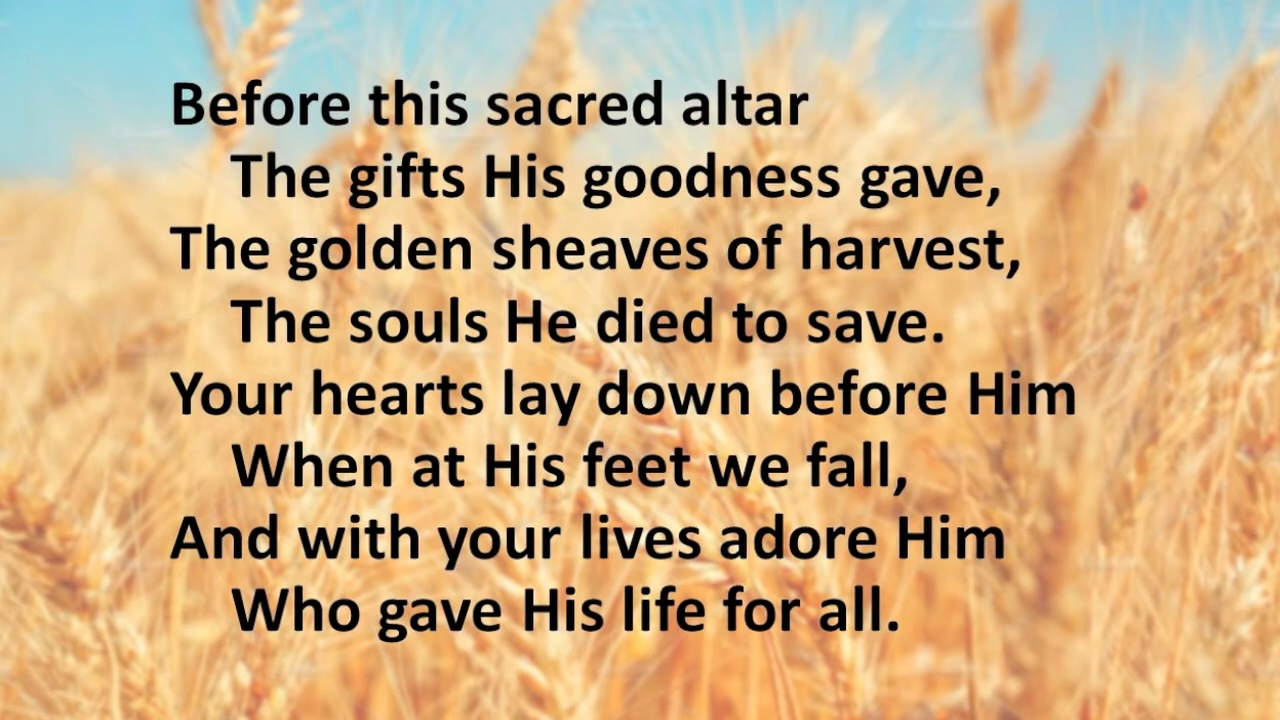 Before this sacred altar
The gifts His goodness gave,
The golden sheaves of harvest,
The souls He died to save.
Your hearts lay down before Him
When at His feet we fall,
And with your lives adore Him
Who gave His life for all.